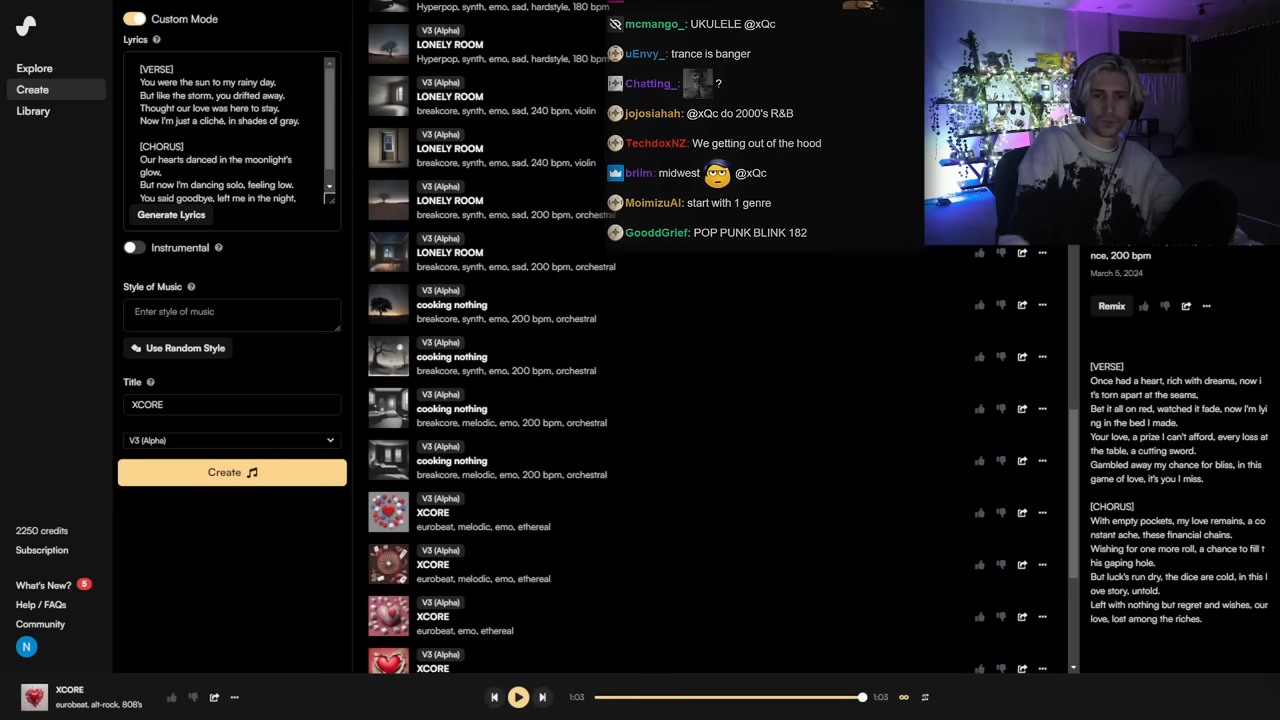 Custom Mode
Lyrics
[VERSE]
You were the sun to my rainy day.
But like the storm, you drifted away.
Thought our love was here to stay,
Now I'm just a cliché, in shades of gray.
[CHORUS]
Our hearts danced in the moonlight's
glow,
But now I'm dancing solo, feeling low.
You said goodbye, left me in the night,
Generate Lyrics
Instrumental
Style of Music
Enter style of music
Use Random Style
Title
XCORE
V3 (Alpha)
Create
Explore
Create
Library
2250 credits
Subscription
What's New? 5
Help / FAQs
Community
N
Hyperpop, synth, emo, sad, hardstyle, 180 bpm
V3 (Alpha)
LONELY ROOM
Hyperpop, synth, emo, sad, hardstyle, 180 bpm
V3 (Alpha)
LONELY ROOM
breakcore, synth, emo, sad, 240 bpm, violin
V3 (Alpha)
LONELY ROOM
breakcore, synth, emo, sad, 240 bpm, violin
V3 (Alpha)
LONELY ROOM
breakcore, synth, emo, sad, 200 bpm, orchestral
V3 (Alpha)
LONELY ROOM
breakcore, synth, emo, sad, 200 bpm, orchestral
V3 (Alpha)
cooking nothing
breakcore, synth, emo, 200 bpm, orchestral
V3 (Alpha)
cooking nothing
breakcore, synth, emo, 200 bpm, orchestral
V3 (Alpha)
cooking nothing
breakcore, melodic, emo, 200 bpm, orchestral
V3 (Alpha)
cooking nothing
breakcore, melodic, emo, 200 bpm, orchestral
V3 (Alpha)
XCORE
eurobeat, melodic, emo, ethereal
V3 (Alpha)
XCORE
eurobeat, melodic, emo, ethereal
V3 (Alpha)
XCORE
eurobeat, emo, ethereal
V3 (Alpha)
XCORE
mcmango_: UKULELE @xQc
uEnvy_: trance is banger
Chatting_: ?
jojosiahah: @xQc do 2000's R&B
TechdoxNZ: We getting out of the hood
briim: midwest @xQc
MoimizuAI: start with 1 genre
GooddGrief: POP PUNK BLINK 182
nce, 200 bpm
March 5, 2024
Remix
[VERSE]
Once had a heart, rich with dreams, now i
t's torn apart at the seams,
Bet it all on red, watched it fade, now I'm lyi
ng in the bed I made.
Your love, a prize I can't afford, every loss at
the table, a cutting sword.
Gambled away my chance for bliss, in this
game of love, it's you I miss.
[CHORUS]
With empty pockets, my love remains, a co
nstant ache, these financial chains.
Wishing for one more roll, a chance to fill t
his gaping hole.
But luck's run dry, the dice are cold, in this l
ove story, untold.
Left with nothing but regret and wishes, our
love, lost among the riches.
XCORE
eurobeat, alt-rock, 808's
1:03
1:03